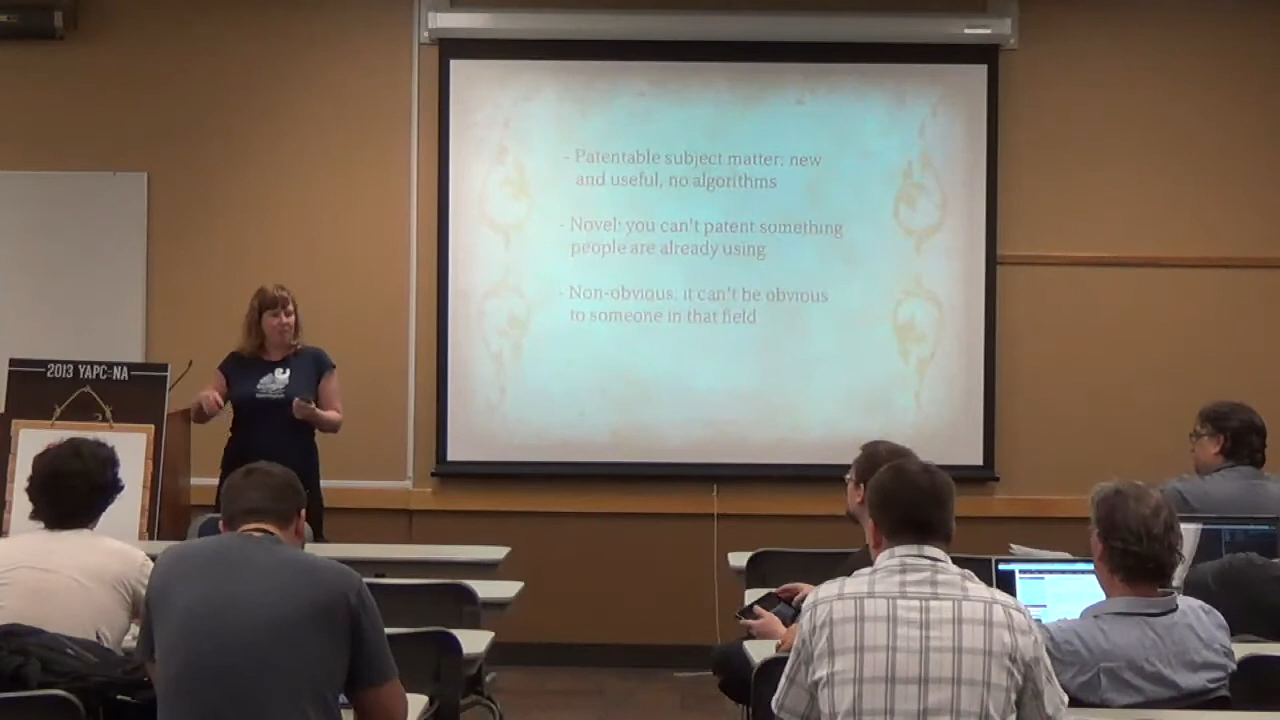 - Patentable subject matter: new
and useful, no algorithms
- Novel: you can't patent something
people are already using
- Non-obvious: it can't be obvious
to someone in that field
2013 YAPC::NA